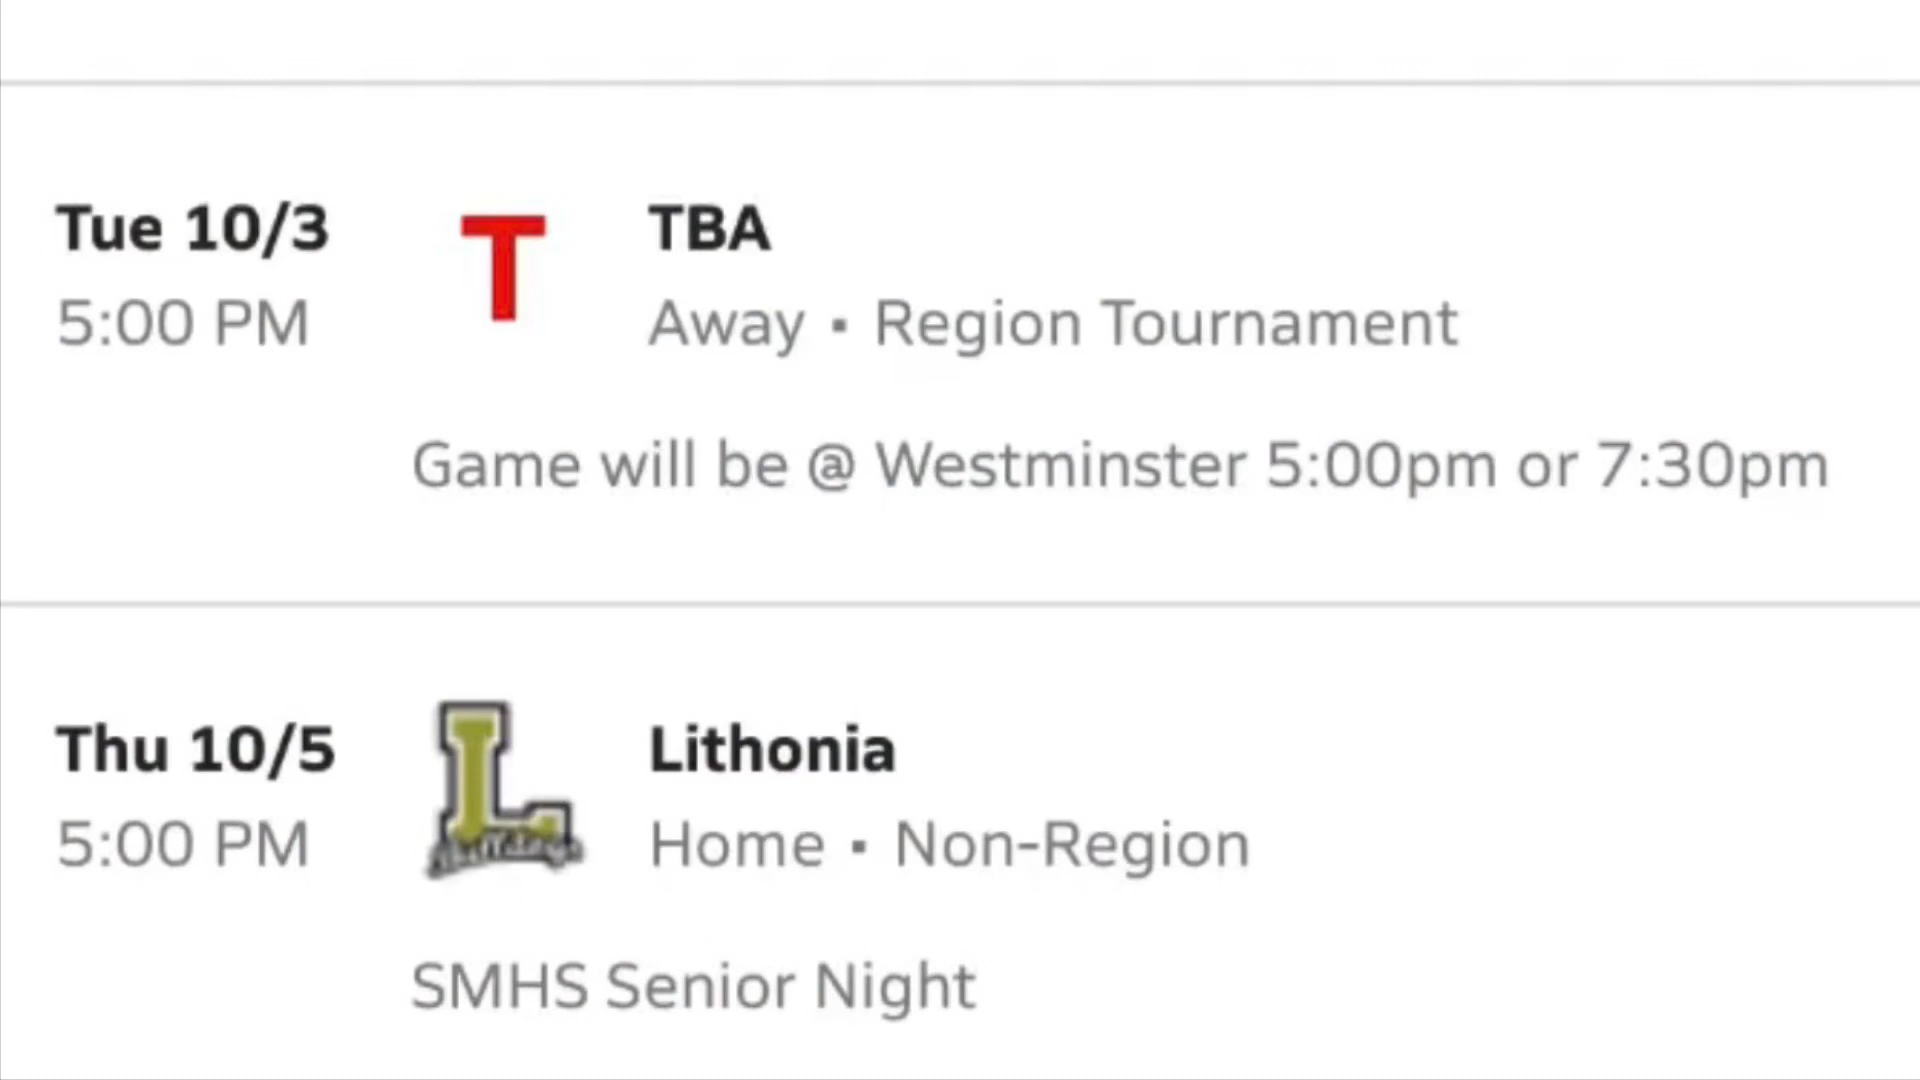 Tue 10/3
T
TBA
5:00 PM
Away ▪ Region Tournament
Game will be @ Westminster 5:00pm or 7:30pm
Thu 10/5
L
Bulldogs
Lithonia
5:00 PM
Home ▪ Non-Region
SMHS Senior Night